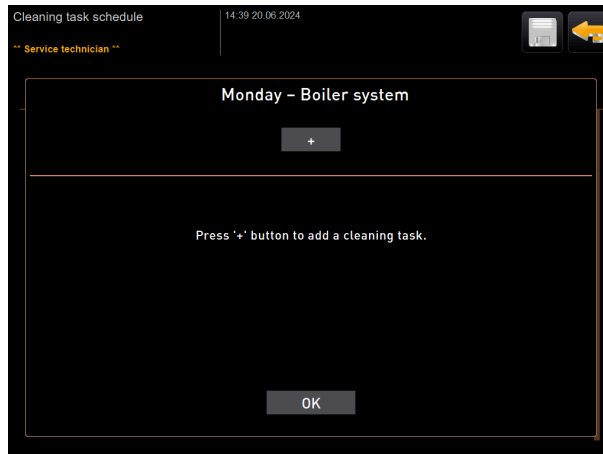 Cleaning task schedule
14:39 20.06.2024
** Service technician **
Monday – Boiler system
+
Press '+' button to add a cleaning task.
OK